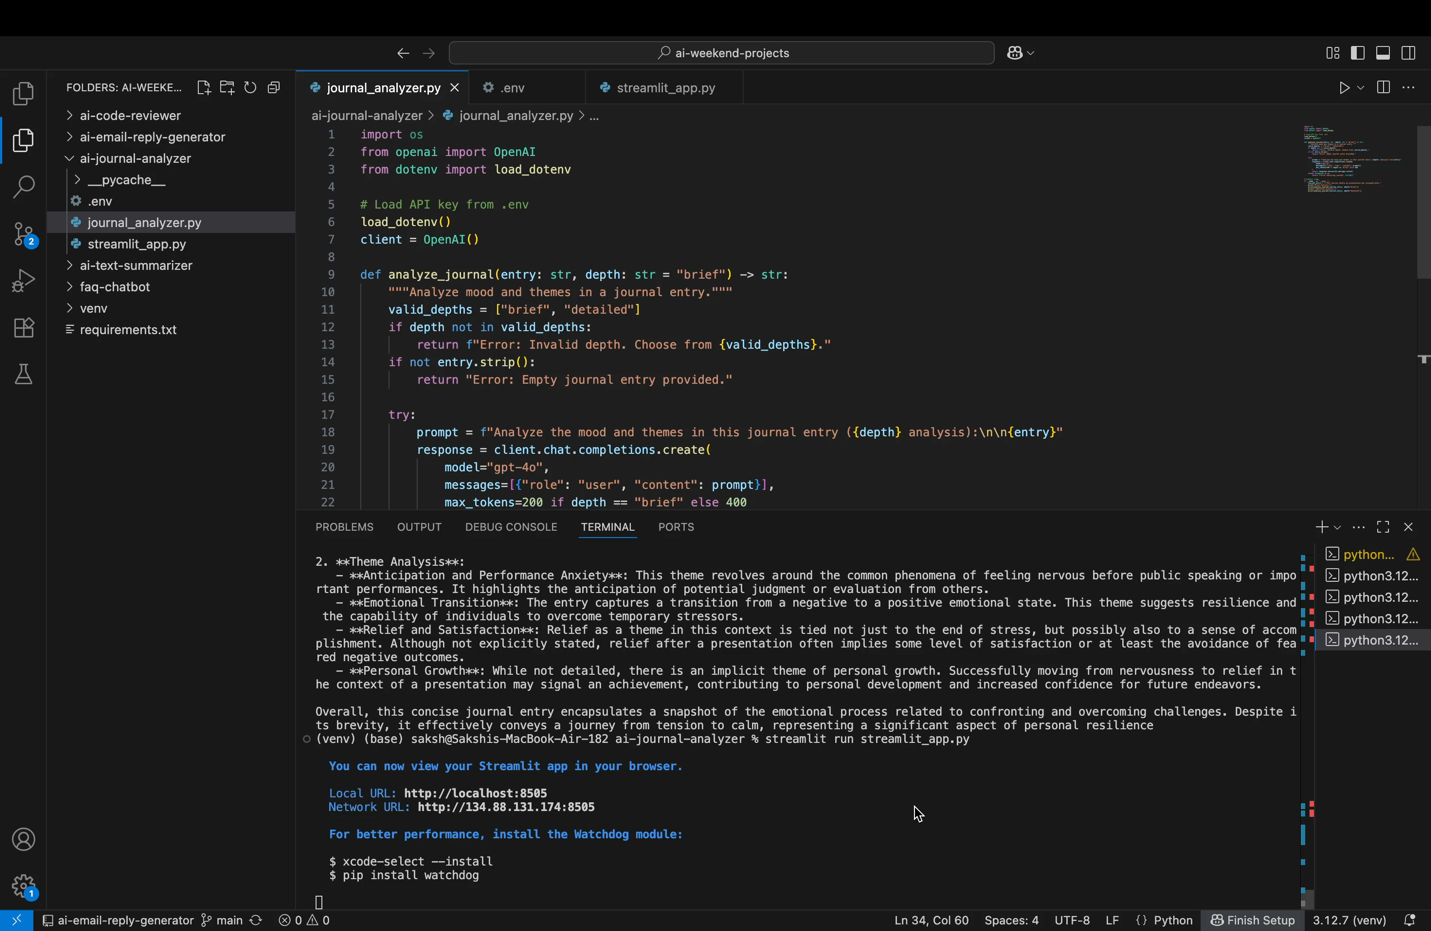 ai-weekend-projects
FOLDERS: AI-WEEKE...
ai-code-reviewer
ai-email-reply-generator
ai-journal-analyzer
__pycache__
.env
journal_analyzer.py
streamlit_app.py
ai-text-summarizer
faq-chatbot
venv
requirements.txt
2
1
journal_analyzer.py
.env
streamlit_app.py
ai-journal-analyzer > journal_analyzer.py > ...
1 import os
2 from openai import OpenAI
3 from dotenv import load_dotenv
4
5 # Load API key from .env
6 load_dotenv()
7 client = OpenAI()
8
9 def analyze_journal(entry: str, depth: str = "brief") -> str:
10 """Analyze mood and themes in a journal entry."""
11 valid_depths = ["brief", "detailed"]
12 if depth not in valid_depths:
13 return f"Error: Invalid depth. Choose from {valid_depths}."
14 if not entry.strip():
15 return "Error: Empty journal entry provided."
16
17 try:
18 prompt = f"Analyze the mood and themes in this journal entry ({depth} analysis):\n\n{entry}"
19 response = client.chat.completions.create(
20 model="gpt-4o",
21 messages=[{"role": "user", "content": prompt}],
22 max_tokens=200 if depth == "brief" else 400
PROBLEMS OUTPUT DEBUG CONSOLE TERMINAL PORTS
2. **Theme Analysis**:
- **Anticipation and Performance Anxiety**: This theme revolves around the common phenomena of feeling nervous before public speaking or impo
rtant performances. It highlights the anticipation of potential judgment or evaluation from others.
- **Emotional Transition**: The entry captures a transition from a negative to a positive emotional state. This theme suggests resilience and
the capability of individuals to overcome temporary stressors.
- **Relief and Satisfaction**: Relief as a theme in this context is tied not just to the end of stress, but possibly also to a sense of accom
plishment. Although not explicitly stated, relief after a presentation often implies some level of satisfaction or at least the avoidance of fea
red negative outcomes.
- **Personal Growth**: While not detailed, there is an implicit theme of personal growth. Successfully moving from nervousness to relief in t
he context of a presentation may signal an achievement, contributing to personal development and increased confidence for future endeavors.
Overall, this concise journal entry encapsulates a snapshot of the emotional process related to confronting and overcoming challenges. Despite i
ts brevity, it effectively conveys a journey from tension to calm, representing a significant aspect of personal resilience
(venv) (base) saksh@Sakshis-MacBook-Air-182 ai-journal-analyzer % streamlit run streamlit_app.py
You can now view your Streamlit app in your browser.
Local URL: http://localhost:8505
Network URL: http://134.88.131.174:8505
For better performance, install the Watchdog module:
$ xcode-select --install
$ pip install watchdog
python...
python3.12...
python3.12...
python3.12...
python3.12...
ai-email-reply-generator main 0 0 Ln 34, Col 60 Spaces: 4 UTF-8 LF {} Python Finish Setup 3.12.7 (venv)